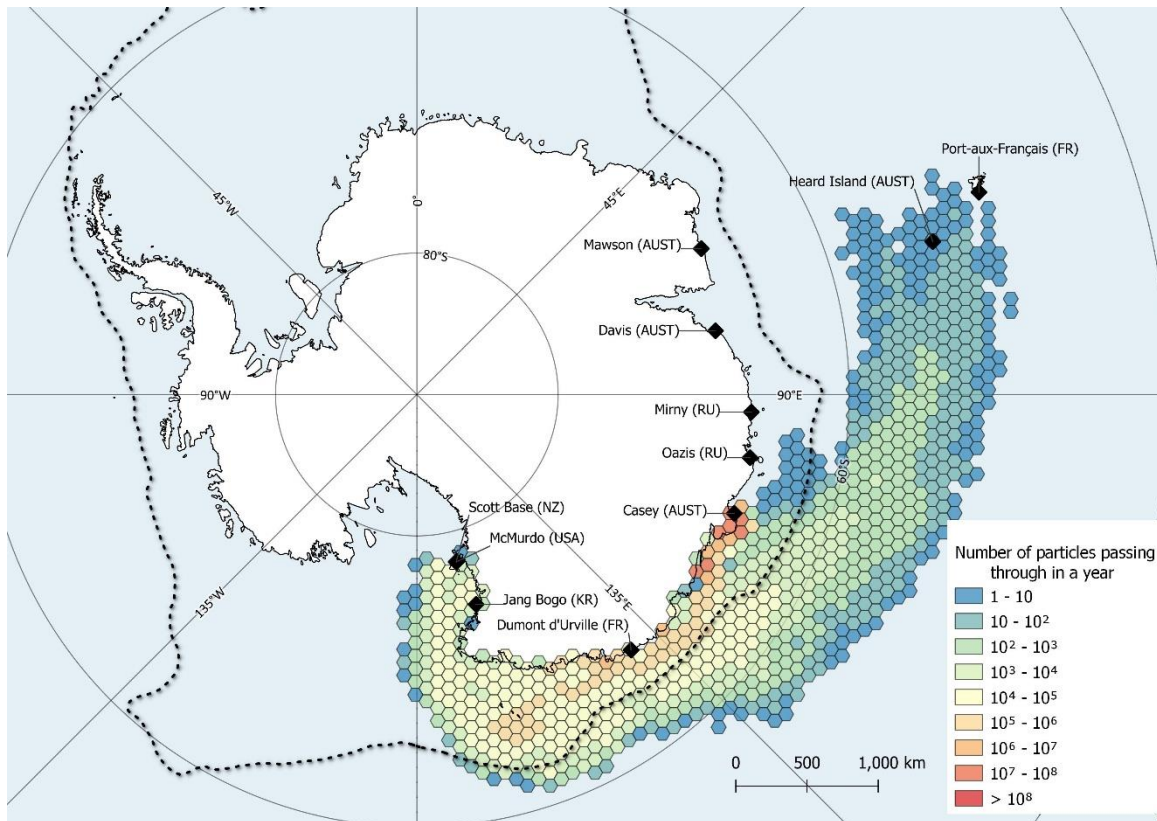 Port-aux-Français (FR)
Heard Island (AUST)
45°W
0°
45°E
Mawson (AUST)
80°S
Davis (AUST)
90°W
90°E
Mirny (RU)
Oazis (RU)
60°S
Scott Base (NZ)
Casey (AUST)
McMurdo (USA)
135°W
Jang Bogo (KR)
135°E
Dumont d'Urville (FR)
0 500 1,000 km
Number of particles passing
through in a year
1 - 10
10 - 10²
10² - 10³
10³ - 10⁴
10⁴ - 10⁵
10⁵ - 10⁶
10⁶ - 10⁷
10⁷ - 10⁸
> 10⁸